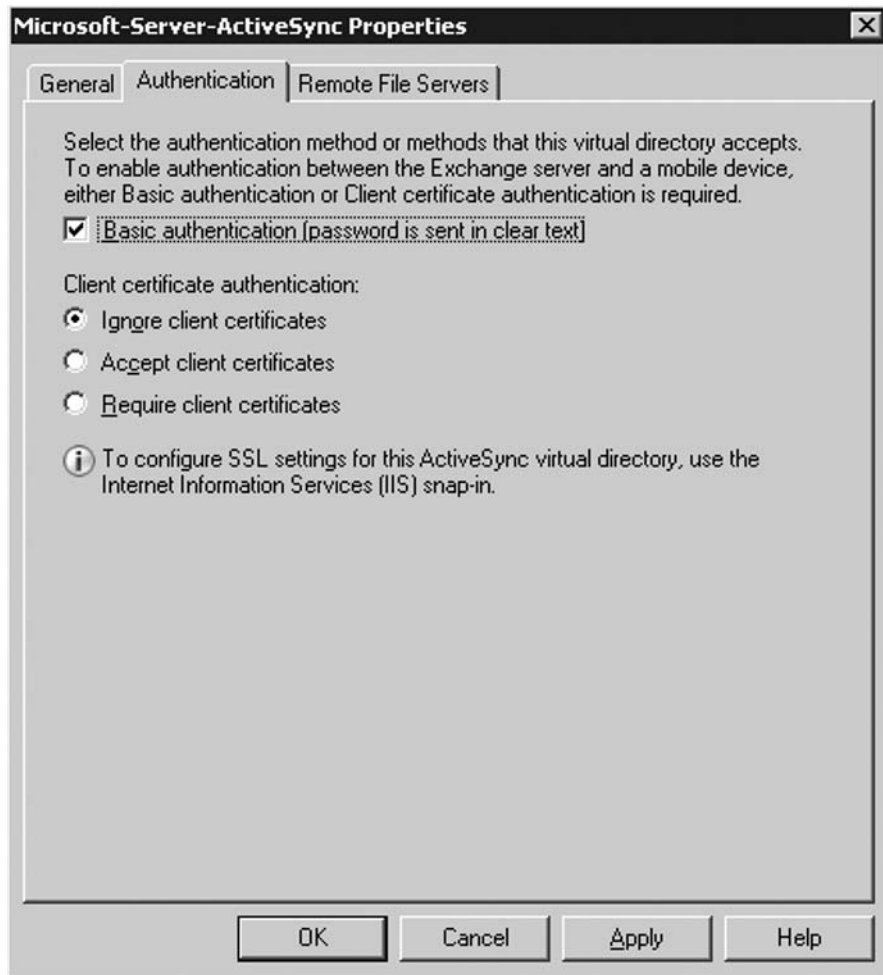 Microsoft-Server-ActiveSync Properties
General Authentication Remote File Servers
Select the authentication method or methods that this virtual directory accepts.
To enable authentication between the Exchange server and a mobile device,
either Basic authentication or Client certificate authentication is required.
Basic authentication (password is sent in clear text)
Client certificate authentication:
Ignore client certificates
Accept client certificates
Require client certificates
To configure SSL settings for this ActiveSync virtual directory, use the
Internet Information Services (IIS) snap-in.
OK Cancel Apply Help